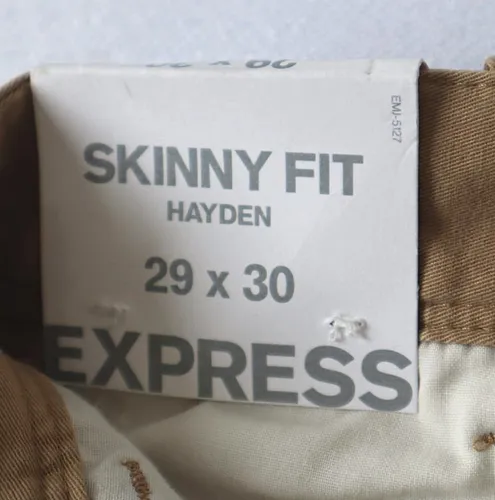 SKINNY FIT
HAYDEN
29 x 30
EXPRESS
EMJ-5127